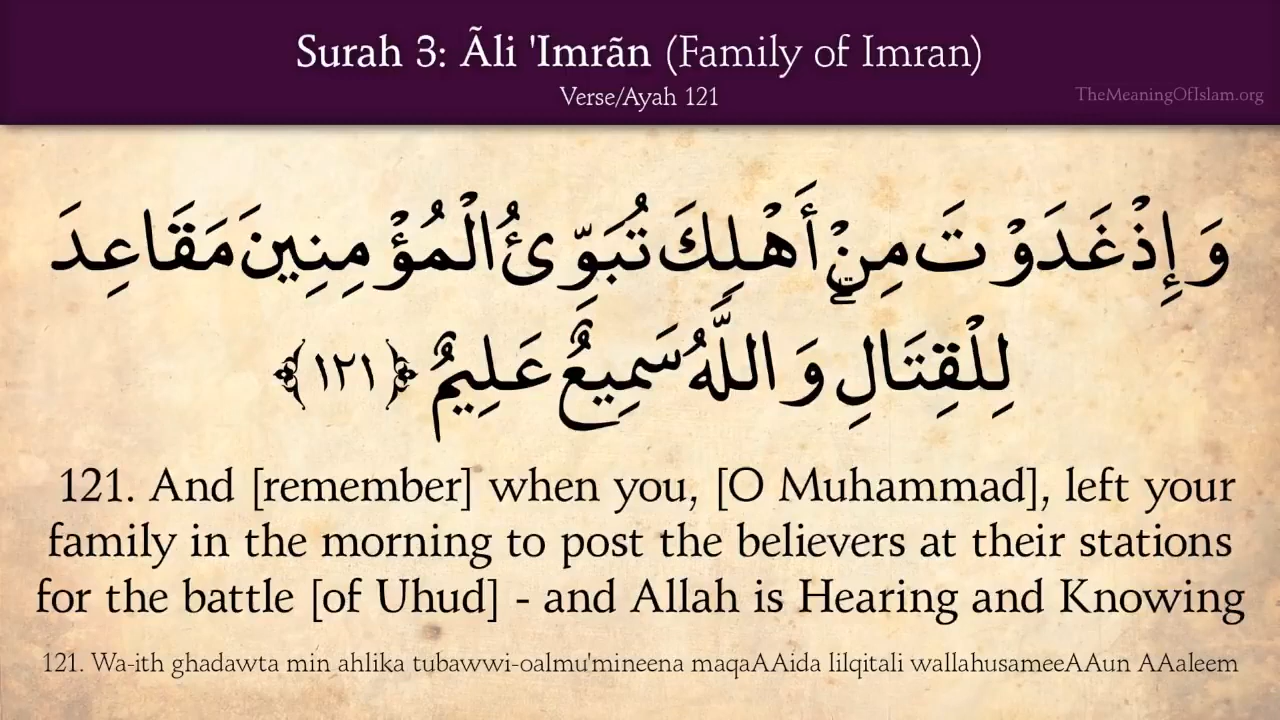 Surah 3: Ãli 'Imrãn (Family of Imran)
Verse/Ayah 121
TheMeaningOfIslam.org
وَإِذْ غَدَوْتَ مِنْ أَهْلِكَ تُبَوِّئُ الْمُؤْمِنِينَ مَقَاعِدَ
لِلْقِتَالِ وَاللَّهُ سَمِيعٌ عَلِيمٌ ﴿١٢١﴾
121. And [remember] when you, [O Muhammad], left your
family in the morning to post the believers at their stations
for the battle [of Uhud] - and Allah is Hearing and Knowing
121. Wa-ith ghadawta min ahlika tubawwi-oalmu'mineena maqaAAida lilqitali wallahusameeAAun AAaleem